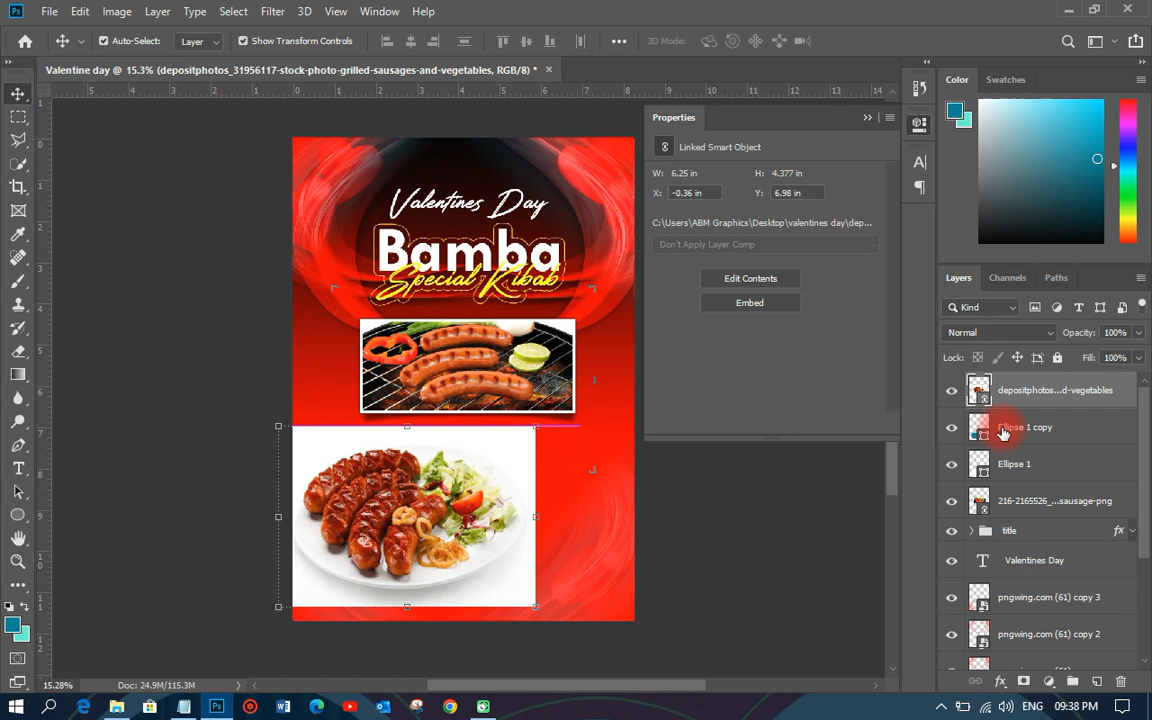 File Edit Image Layer Type Select Filter 3D View Window Help
Auto-Select: Layer Show Transform Controls 3D Mode:
Valentine day @ 15.3% (depositphotos_31956117-stock-photo-grilled-sausages-and-vegetables, RGB/8) *
Color Swatches
Properties
Linked Smart Object
W: 6.25 in H: 4.377 in
X: -0.36 in Y: 6.98 in
C:\Users\ABM Graphics\Desktop\valentines day\dep...
Don't Apply Layer Comp
Edit Contents
Embed
Valentines Day
Bamba
Special Kibab
Layers Channels Paths
Kind
Normal Opacity: 100%
Lock: Fill: 100%
depositphotos...d-vegetables
Ellipse 1 copy
Ellipse 1
216-2165526_...sausage-png
title fx
Valentines Day
pngwing.com (61) copy 3
pngwing.com (61) copy 2
15.28% Doc: 24.9M/115.3M
ENG 09:38 PM